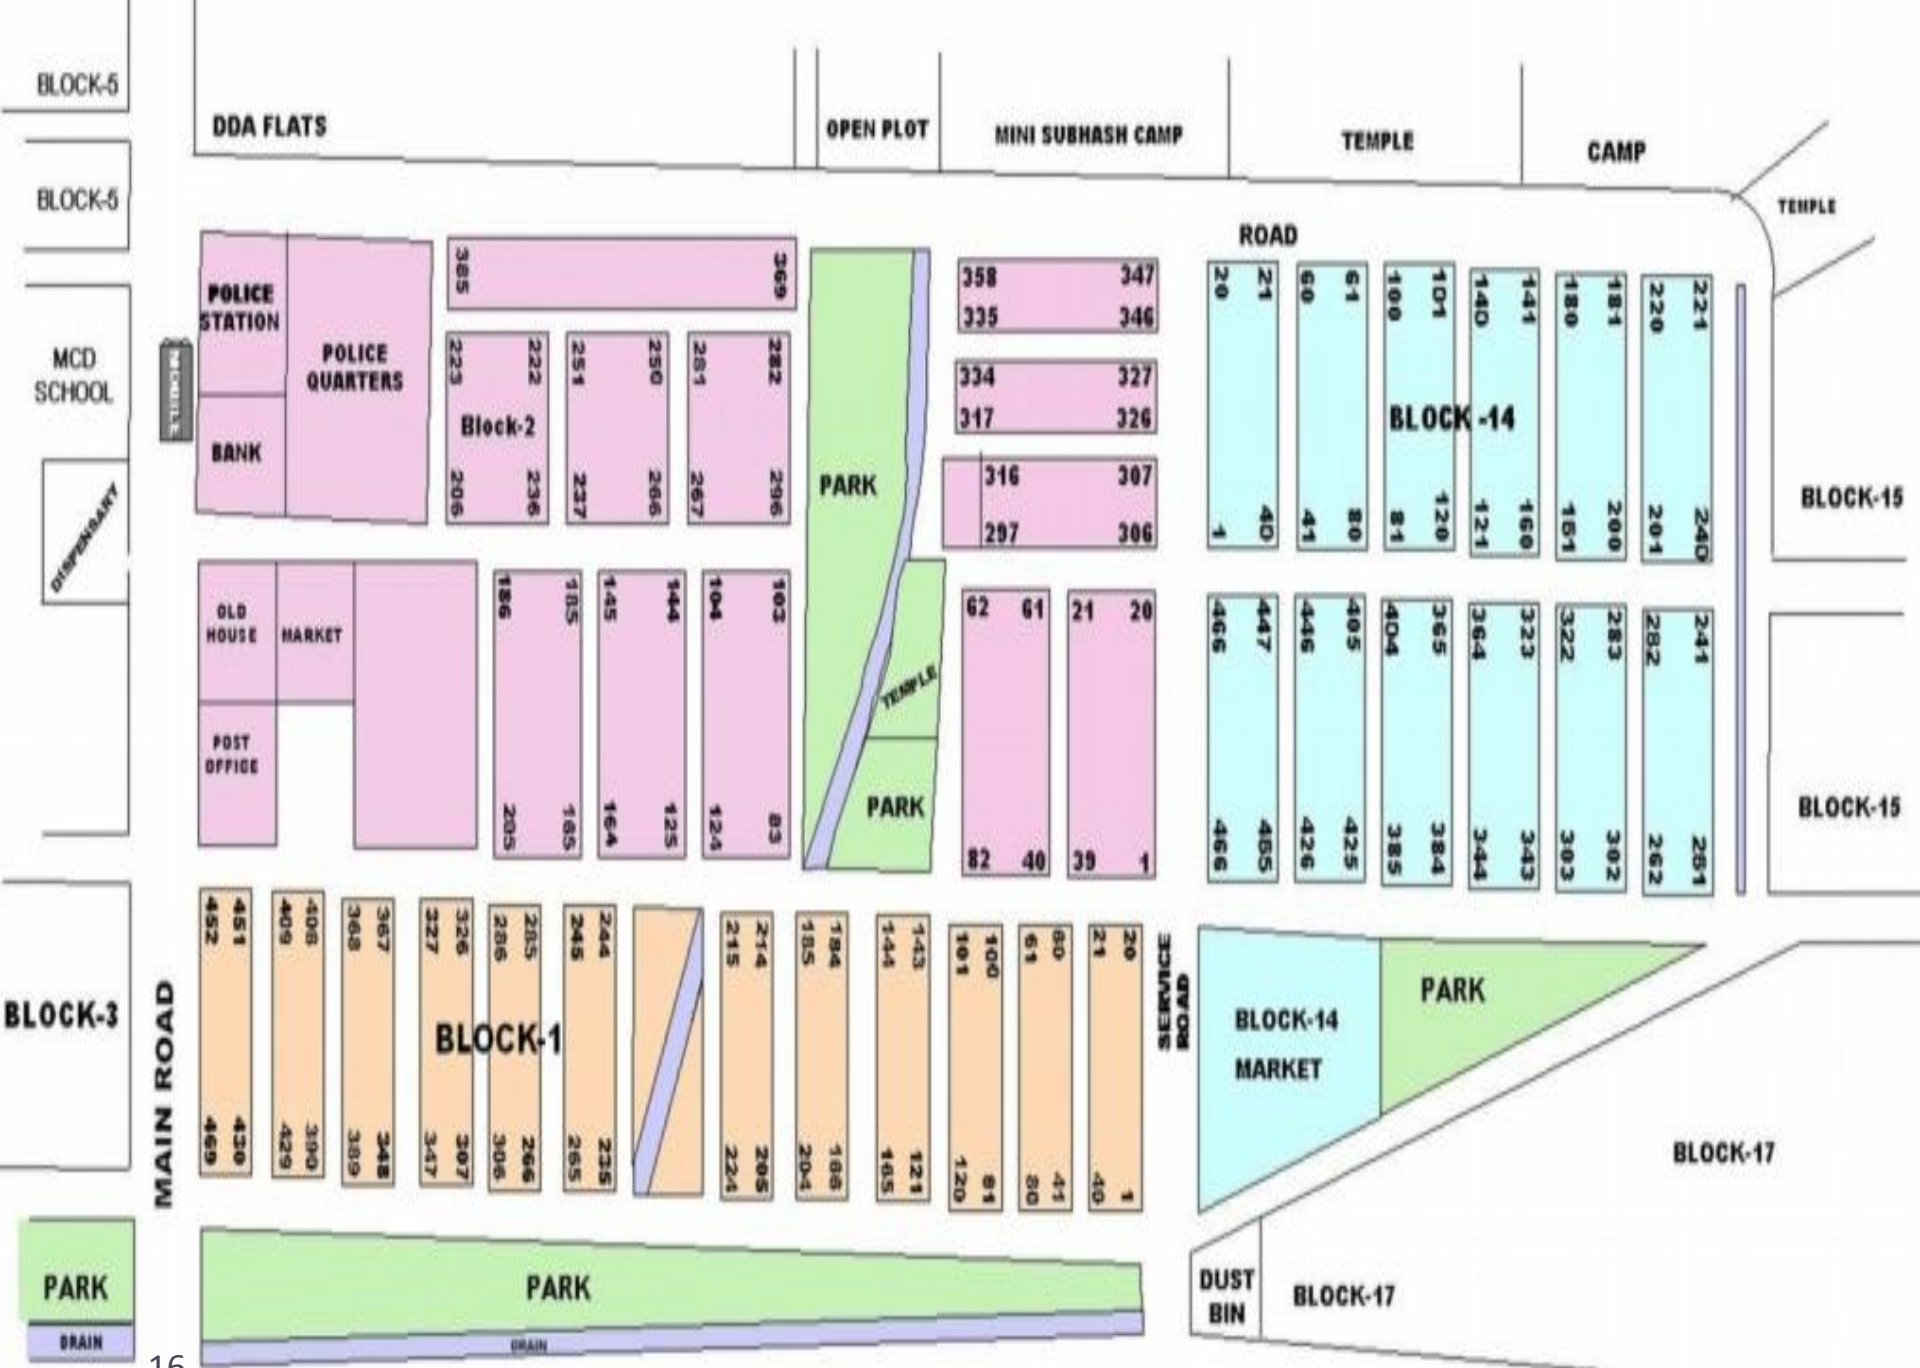 BLOCK-5
DDA FLATS
OPEN PLOT
MINI SUBHASH CAMP
TEMPLE
CAMP
BLOCK-5
TEMPLE
ROAD
POLICE
STATION
POLICE
QUARTERS
BANK
MCD
SCHOOL
DISPENSARY
385 369
223 222 251 250 281 282
Block-2
206 236 237 266 267 296
PARK
358 347
335 346
334 327
317 326
316 307
297 306
20 21 60 61 100 101 140 141 180 181 220 221
BLOCK -14
1 40 41 80 81 120 121 160 161 200 201 240
BLOCK-15
OLD
HOUSE
MARKET
POST
OFFICE
186 185 145 144 104 103
205 165 164 125 124 83
TEMPLE
PARK
62 61 21 20
82 40 39 1
466 447 446 405 404 365 364 323 322 283 282 241
466 465 426 425 385 384 344 343 303 302 262 261
BLOCK-15
BLOCK-3
MAIN ROAD
452 451 409 408 368 367 327 326 286 285 245 244 215 214 185 184 144 143 101 100 61 60 21 20
BLOCK-1
469 430 429 390 389 348 347 307 306 266 265 235 224 205 204 166 165 121 120 81 80 41 40 1
SERVICE
ROAD
BLOCK-14
MARKET
PARK
BLOCK-17
PARK
DRAIN
PARK
DRAIN
DUST
BIN
BLOCK-17
16